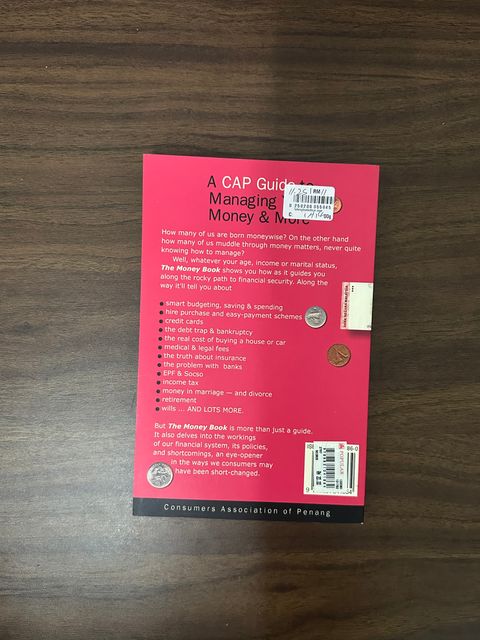 A CAP Guide to
Managing
Money & More
RM11
How many of us are born moneywise? On the other hand
how many of us muddle through money matters, never quite
knowing how to manage?
Well, whatever your age, income or marital status,
The Money Book shows you how as it guides you
along the rocky path to financial security. Along the
way it'll tell you about
smart budgeting, saving & spending
hire purchase and easy-payment schemes
credit cards
the debt trap & bankruptcy
the real cost of buying a house or car
medical & legal fees
the truth about insurance
the problem with banks
EPF & Socso
income tax
money in marriage — and divorce
retirement
wills ... AND LOTS MORE.
But The Money Book is more than just a guide.
It also delves into the workings
of our financial system, its policies,
and shortcomings, an eye-opener
in the ways we consumers may
have been short-changed.
POPULAR
86-0
Consumers Association of Penang